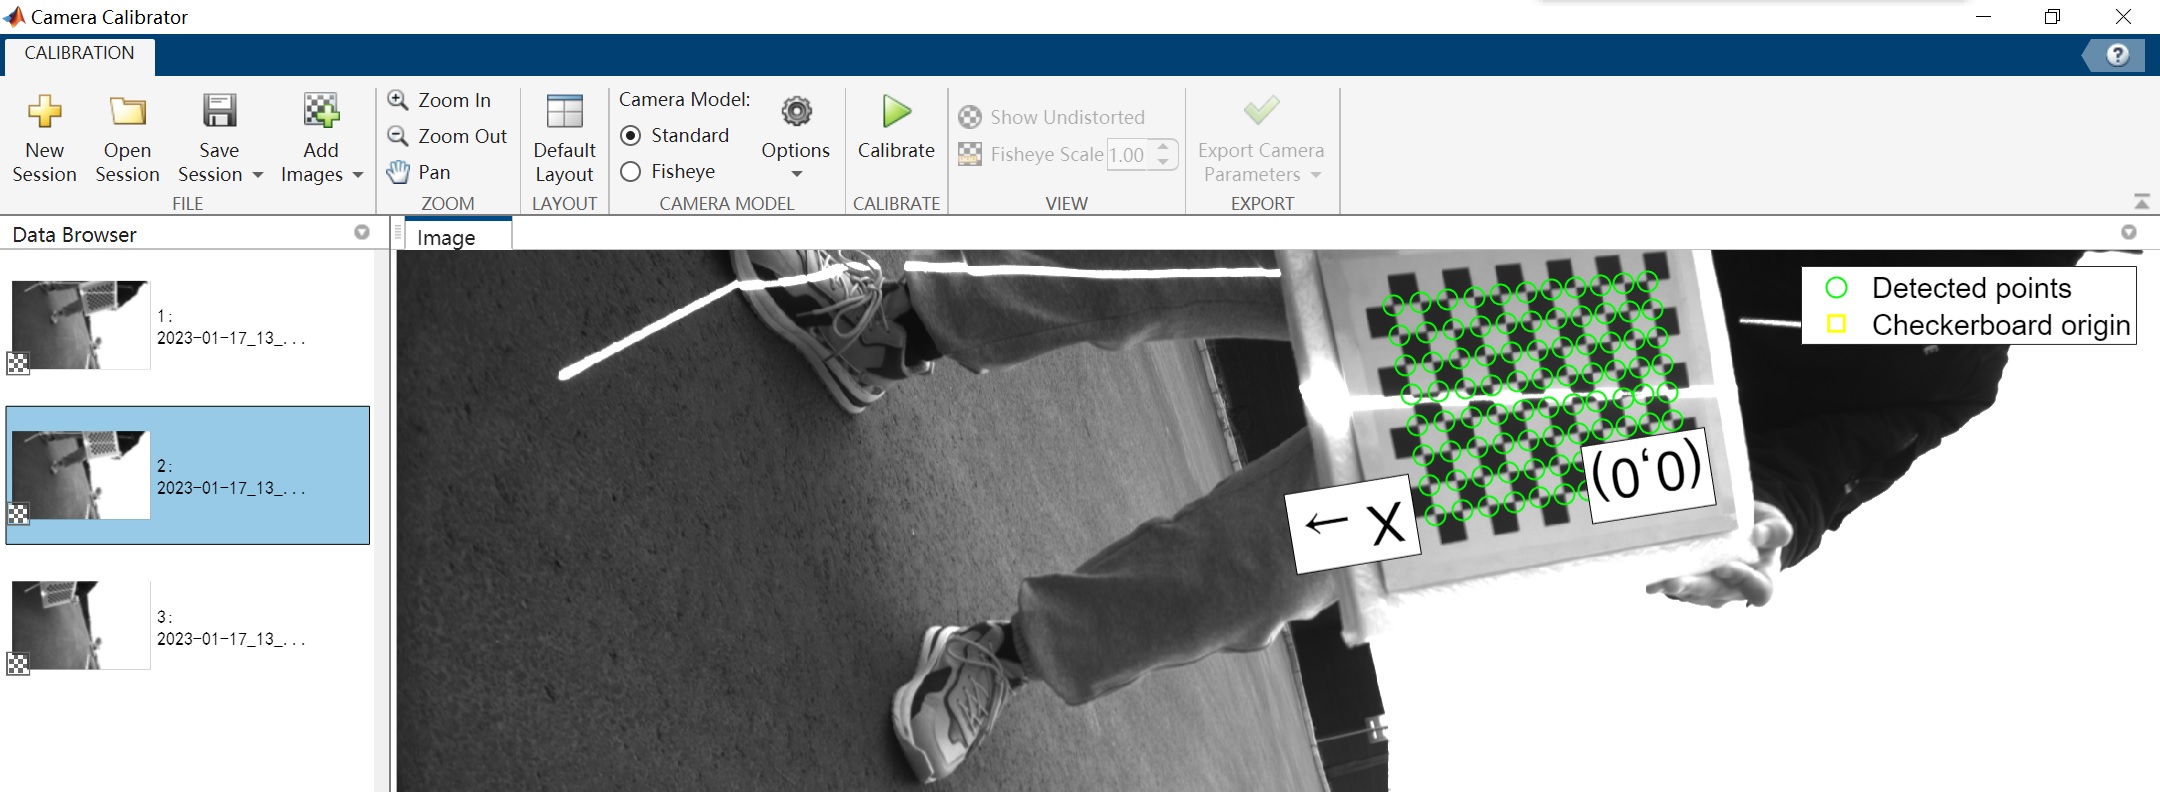 Camera Calibrator
CALIBRATION
?
New Session
Open Session
Save Session
Add Images
FILE
Zoom In
Zoom Out
Pan
ZOOM
Default Layout
LAYOUT
Camera Model:
Standard
Fisheye
Options
CAMERA MODEL
Calibrate
CALIBRATE
Show Undistorted
Fisheye Scale 1.00
VIEW
Export Camera Parameters
EXPORT
Data Browser
1:
2023-01-17_13_...
2:
2023-01-17_13_...
3:
2023-01-17_13_...
Image
Detected points
Checkerboard origin
(0,0)
← X